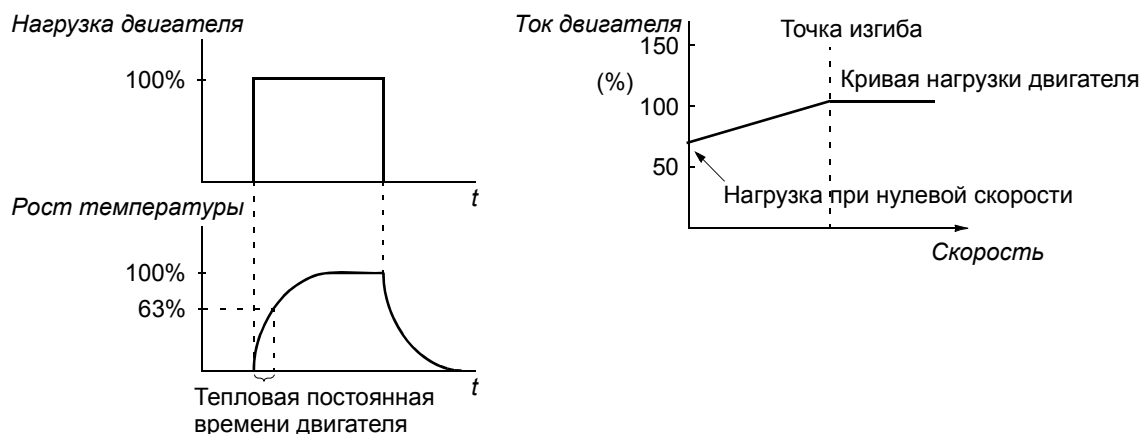 Нагрузка двигателя
100%
t
Рост температуры
100%
63%
t
Тепловая постоянная
времени двигателя
Ток двигателя
150
(%)
100
50
Точка изгиба
Кривая нагрузки двигателя
Нагрузка при нулевой скорости
Скорость